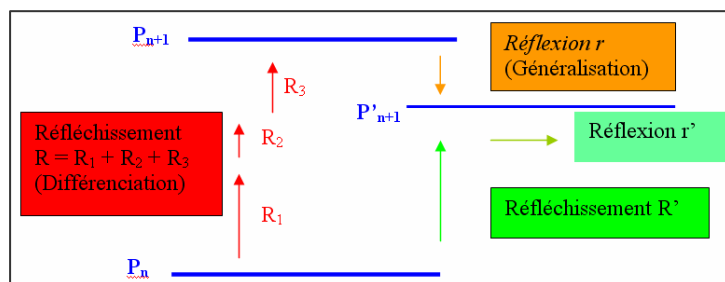 Pn+1
Réflexion r
(Généralisation)
R3
P'n+1
Réfléchissement
R = R1 + R2 + R3
(Différenciation)
R2
Réflexion r'
R1
Réfléchissement R'
Pn